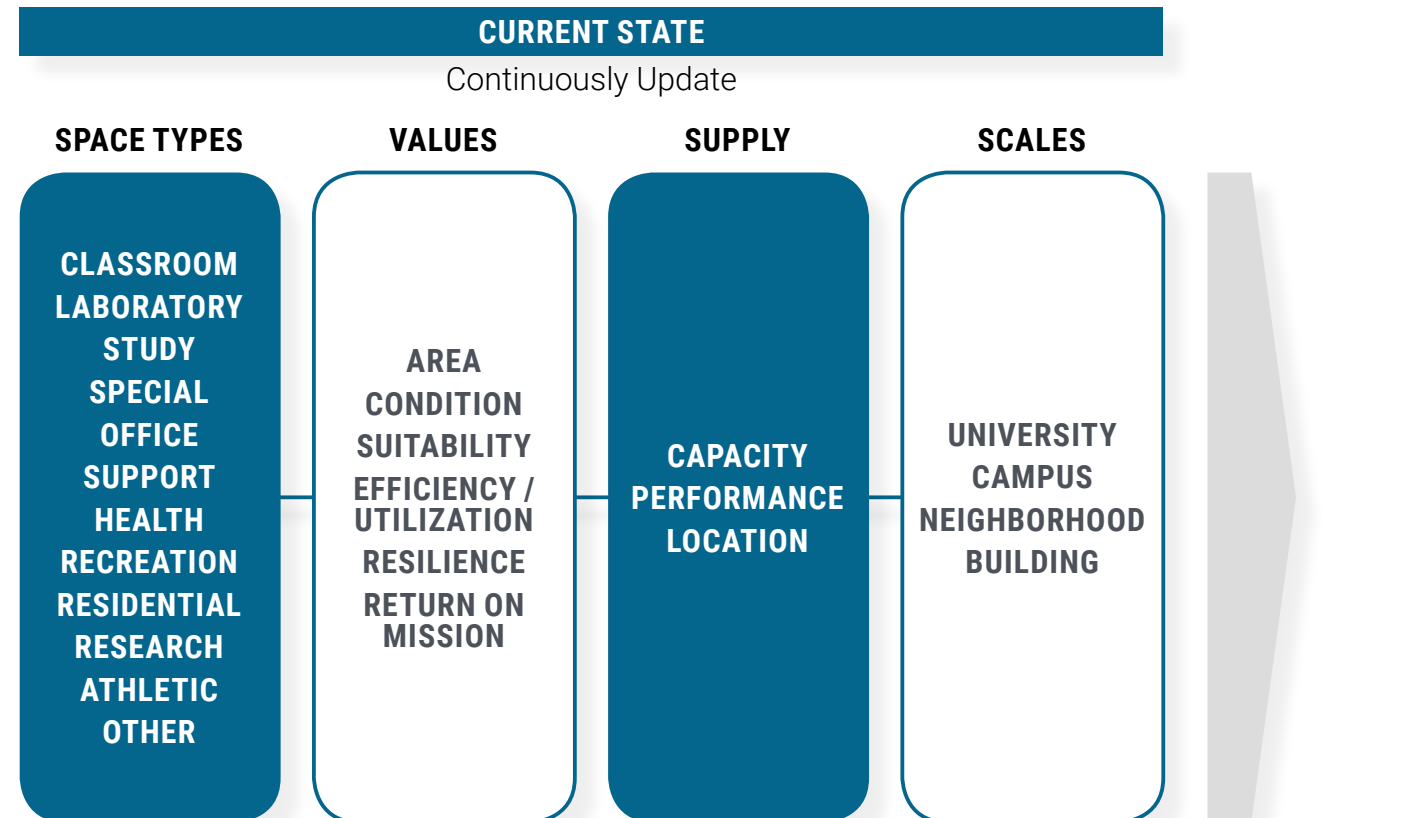 CURRENT STATE
Continuously Update
SPACE TYPES
CLASSROOM
LABORATORY
STUDY
SPECIAL
OFFICE
SUPPORT
HEALTH
RECREATION
RESIDENTIAL
RESEARCH
ATHLETIC
OTHER
VALUES
AREA
CONDITION
SUITABILITY
EFFICIENCY /
UTILIZATION
RESILIENCE
RETURN ON
MISSION
SUPPLY
CAPACITY
PERFORMANCE
LOCATION
SCALES
UNIVERSITY
CAMPUS
NEIGHBORHOOD
BUILDING